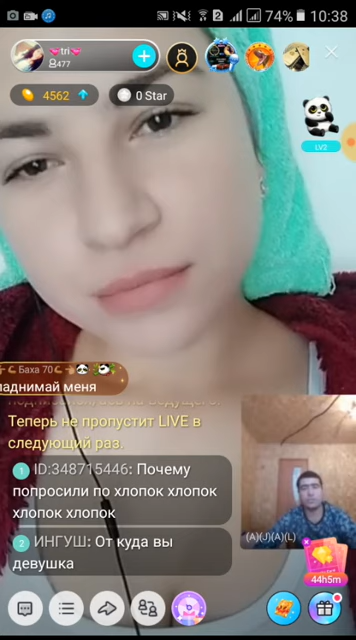 74% 10:38
tri
477
4562
0 Star
LV2
Баха 70
паднимай меня
Теперь не пропустит LIVE в
следующий раз.
1 ID:348715446: Почему
попросили по хлопок хлопок
хлопок хлопок
2 ИНГУШ: От куда вы
девушка
(A)(J)(A)(L)
44h5m